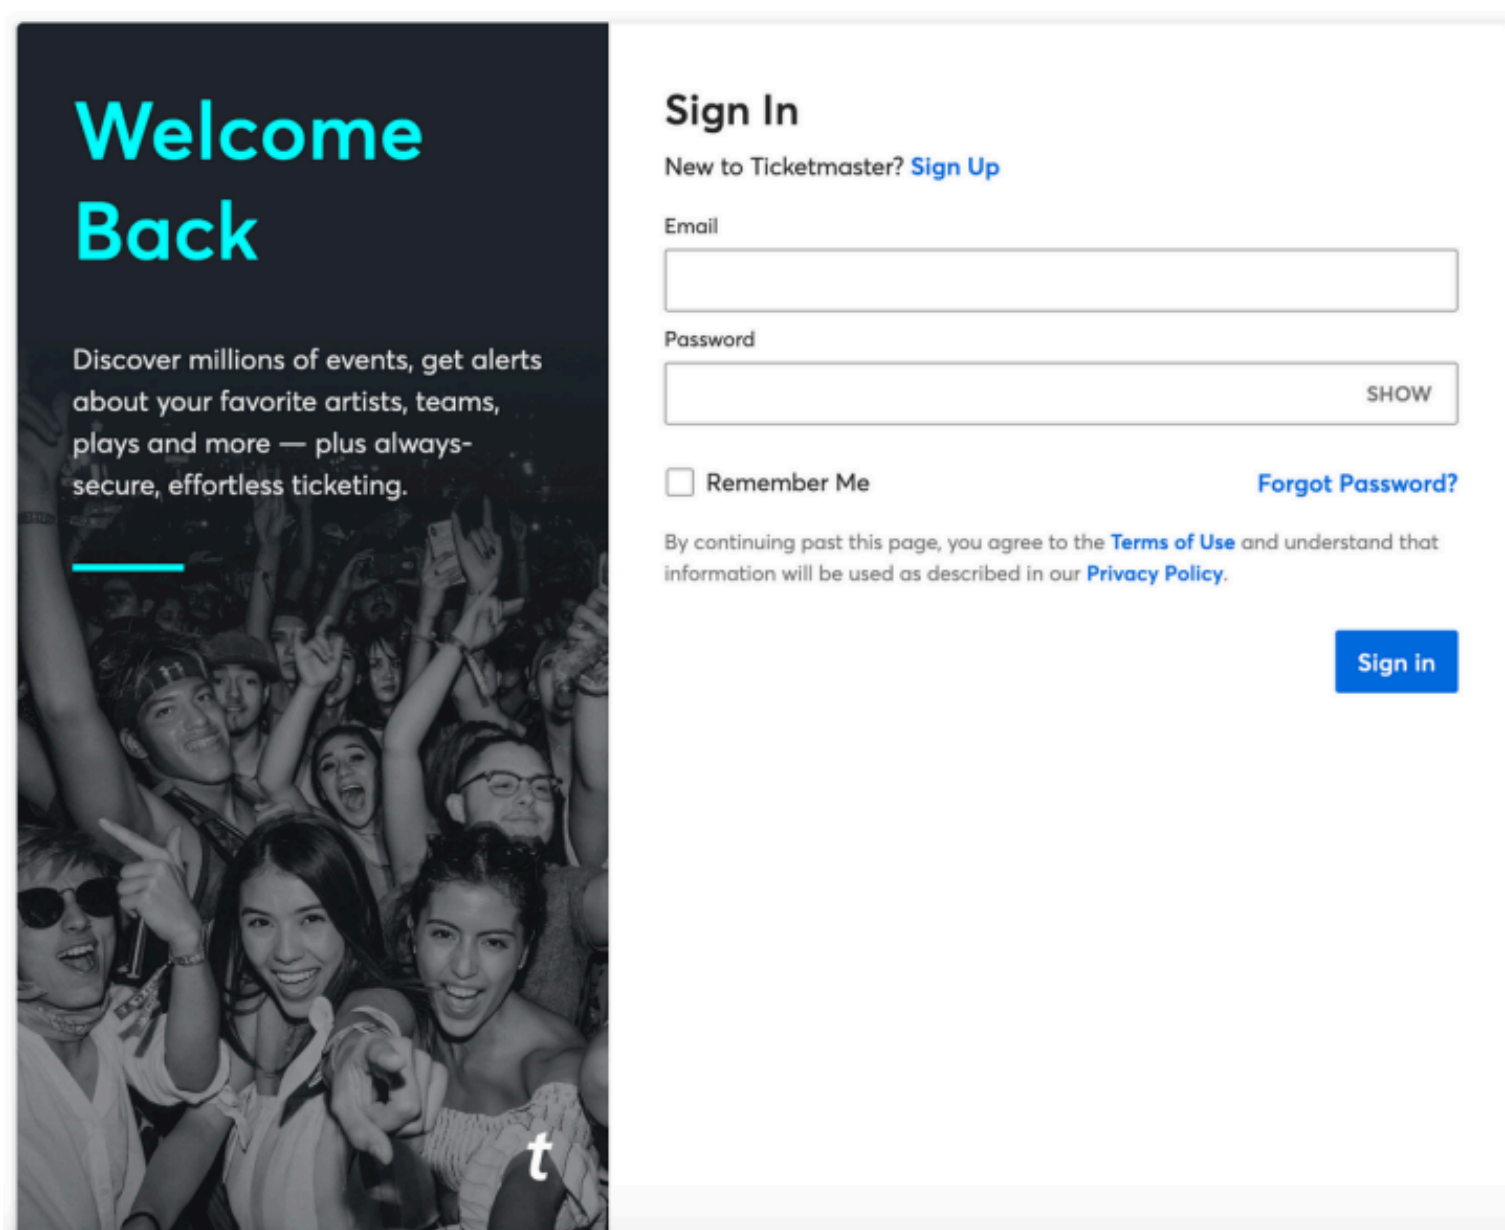 Welcome
Back
Discover millions of events, get alerts
about your favorite artists, teams,
plays and more — plus always-
secure, effortless ticketing.
t
Sign In
New to Ticketmaster? Sign Up
Email
Password
SHOW
Remember Me
Forgot Password?
By continuing past this page, you agree to the Terms of Use and understand that
information will be used as described in our Privacy Policy.
Sign in